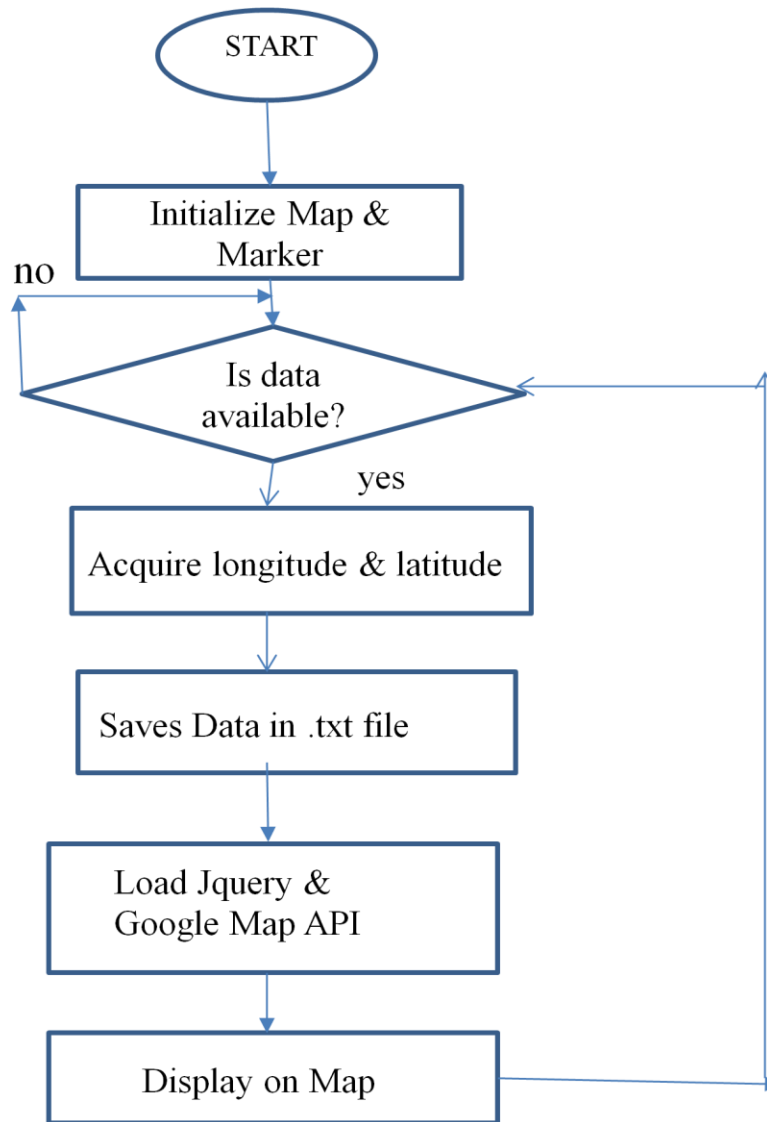 START
Initialize Map &
Marker
no
Is data
available?
yes
Acquire longitude & latitude
Saves Data in .txt file
Load Jquery &
Google Map API
Display on Map